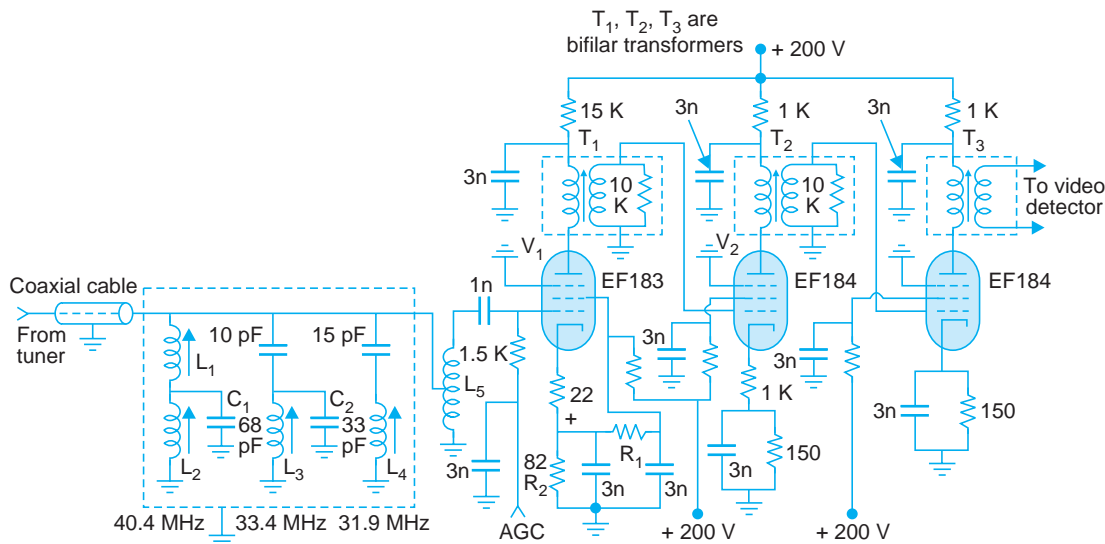 T1, T2, T3 are
bifilar transformers
+ 200 V
15 K
1 K
1 K
3n
3n
T1
T2
T3
3n
10
K
10
K
To video
detector
V1
V2
EF183
EF184
EF184
Coaxial cable
From
tuner
1n
10 pF
15 pF
L1
1.5 K
L5
3n
3n
C1
68
pF
C2
33
pF
22
+
1 K
L2
L3
L4
3n
82
R2
R1
3n
3n
3n
150
3n
150
40.4 MHz
33.4 MHz
31.9 MHz
AGC
+ 200 V
+ 200 V